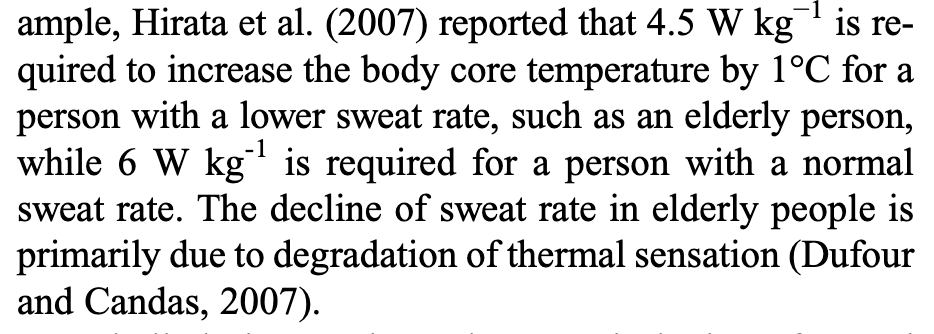 ample, Hirata et al. (2007) reported that 4.5 W kg⁻¹ is re-
quired to increase the body core temperature by 1°C for a
person with a lower sweat rate, such as an elderly person,
while 6 W kg⁻¹ is required for a person with a normal
sweat rate. The decline of sweat rate in elderly people is
primarily due to degradation of thermal sensation (Dufour
and Candas, 2007).